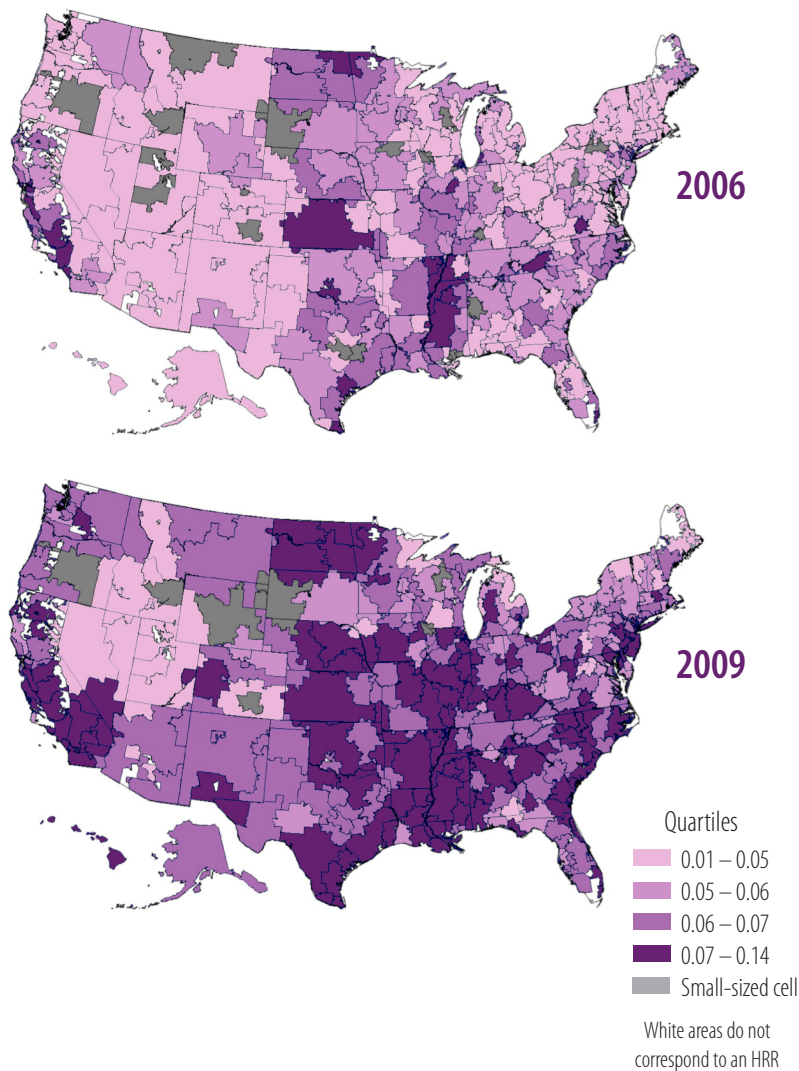 2006
2009
Quartiles
0.01 – 0.05
0.05 – 0.06
0.06 – 0.07
0.07 – 0.14
Small-sized cell
White areas do not
correspond to an HRR